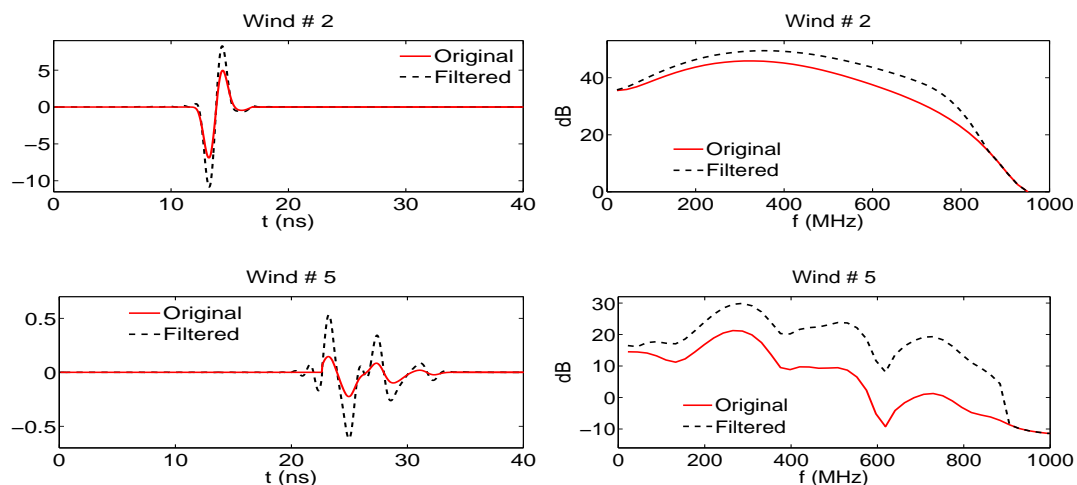 Wind # 2
5
0
−5
−10
0 10 20 30 40
t (ns)
Original
Filtered
Wind # 2
40
20
0
dB
0 200 400 600 800 1000
f (MHz)
Original
Filtered
Wind # 5
0.5
0
−0.5
0 10 20 30 40
t (ns)
Original
Filtered
Wind # 5
30
20
10
0
−10
dB
0 200 400 600 800 1000
f (MHz)
Original
Filtered